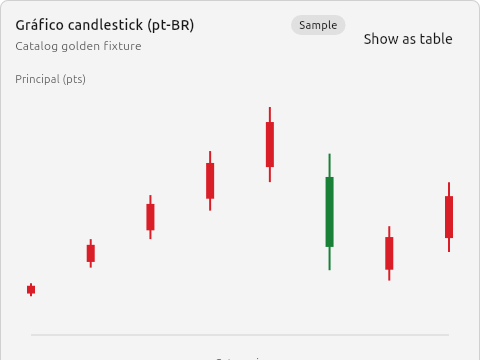 Gráfico candlestick (pt-BR)
Sample
Show as table
Catalog golden fixture
Principal (pts)